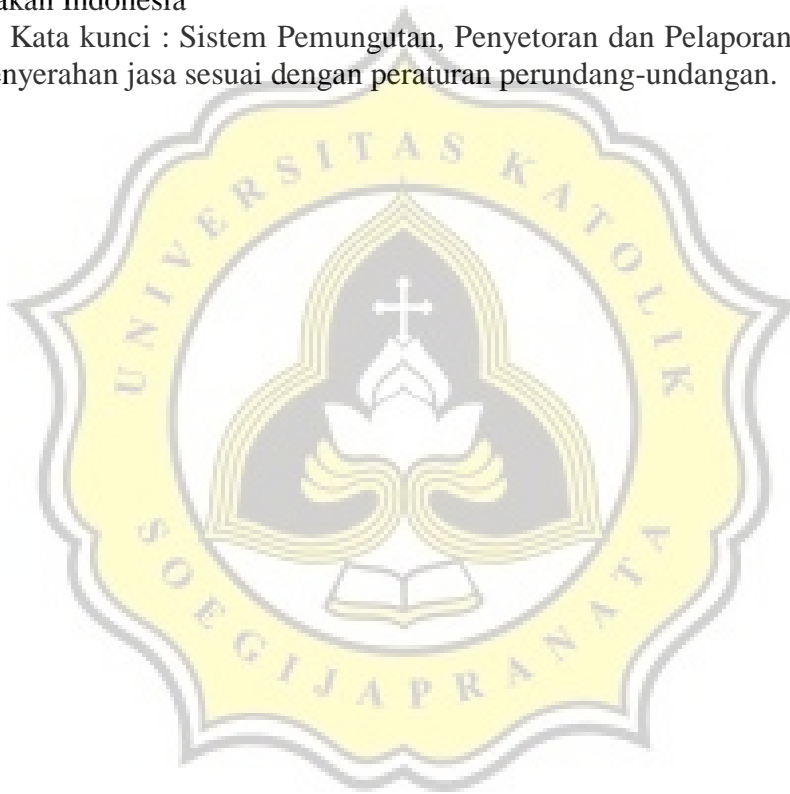 akan Indonesia
Kata kunci : Sistem Pemungutan, Penyetoran dan Pelaporan
nyerahan jasa sesuai dengan peraturan perundang-undangan.
UNIVERSITAS KATOLIK
SOEGIJAPRANATA